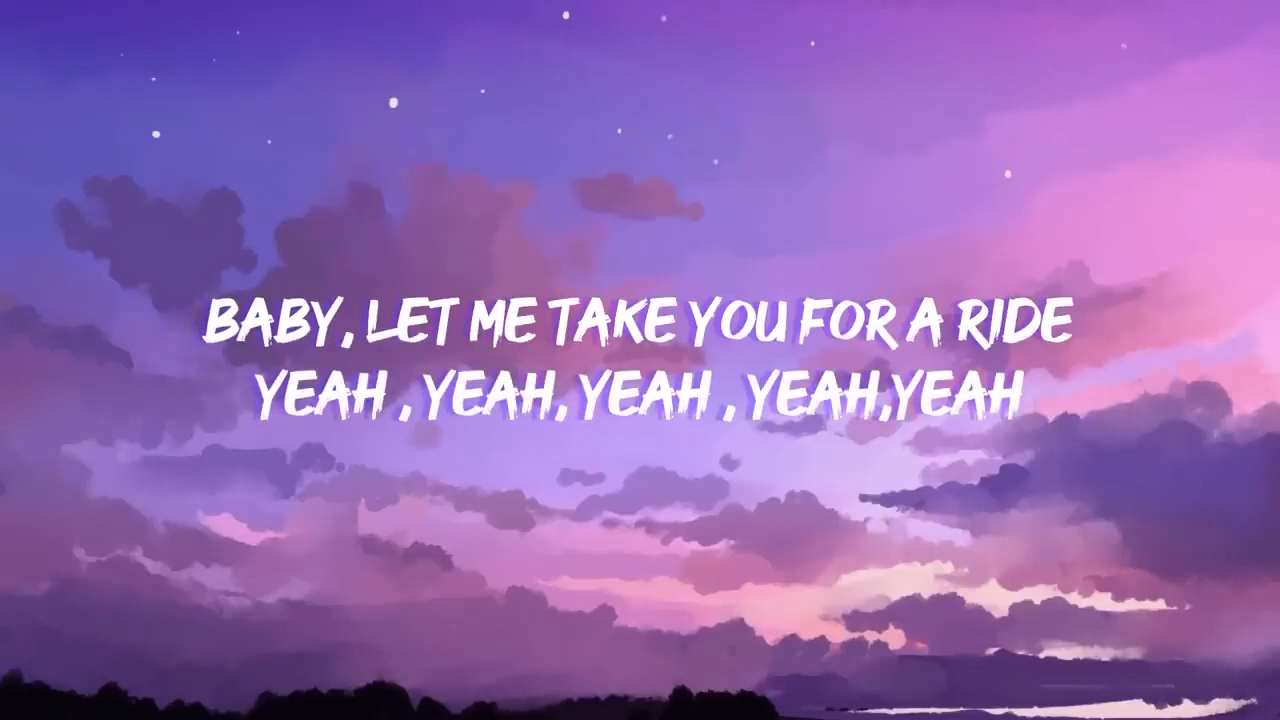 BABY, LET ME TAKE YOU FOR A RIDE
YEAH , YEAH, YEAH , YEAH,YEAH